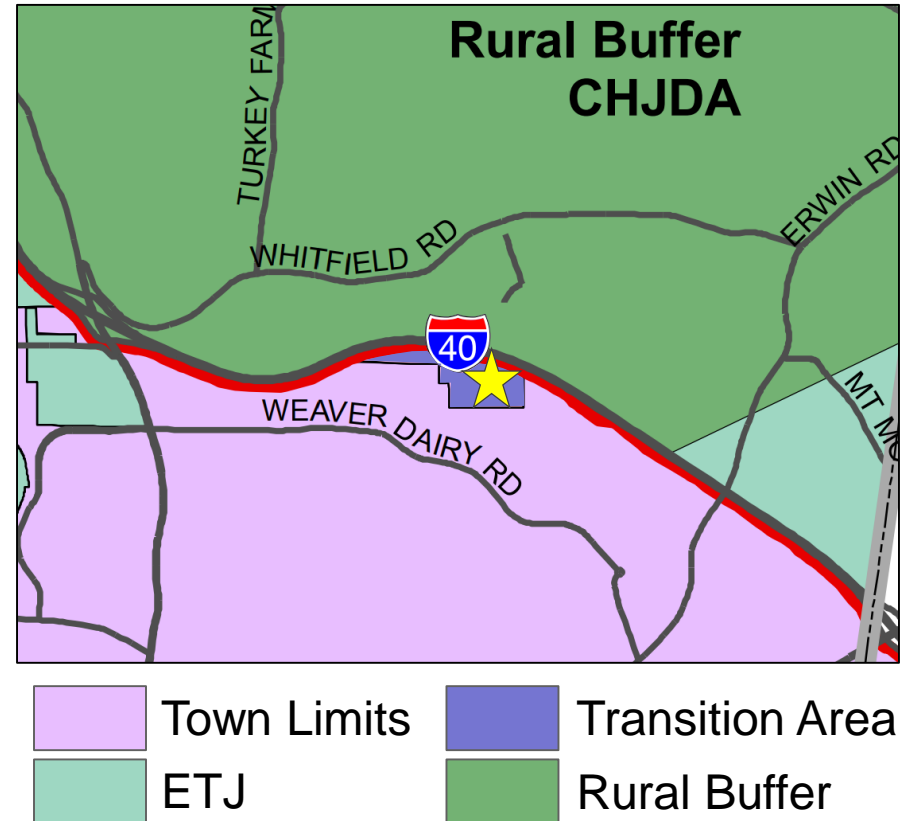 Rural Buffer
CHJDA
TURKEY FARM
ERWIN RD
WHITFIELD RD
40
MT MO
WEAVER DAIRY RD
Town Limits
Transition Area
ETJ
Rural Buffer